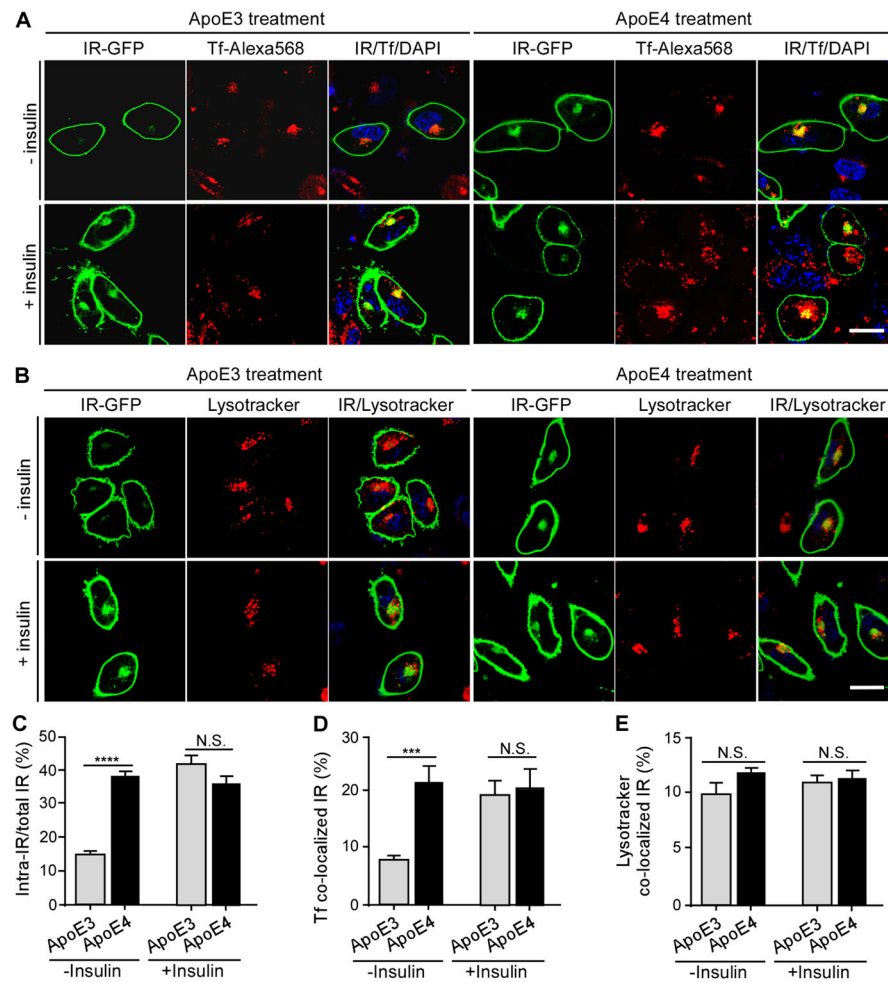 A
ApoE3 treatment
ApoE4 treatment
IR-GFP
Tf-Alexa568
IR/Tf/DAPI
IR-GFP
Tf-Alexa568
IR/Tf/DAPI
- insulin
+ insulin
B
ApoE3 treatment
ApoE4 treatment
IR-GFP
Lysotracker
IR/Lysotracker
IR-GFP
Lysotracker
IR/Lysotracker
- insulin
+ insulin
C
Intra-IR/total IR (%)
50
40
30
20
10
0
****
N.S.
ApoE3
ApoE4
ApoE3
ApoE4
-Insulin
+Insulin
D
Tf co-localized IR (%)
30
20
10
0
***
N.S.
ApoE3
ApoE4
ApoE3
ApoE4
-Insulin
+Insulin
E
Lysotracker
co-localized IR (%)
15
10
5
0
N.S.
N.S.
ApoE3
ApoE4
ApoE3
ApoE4
-Insulin
+Insulin